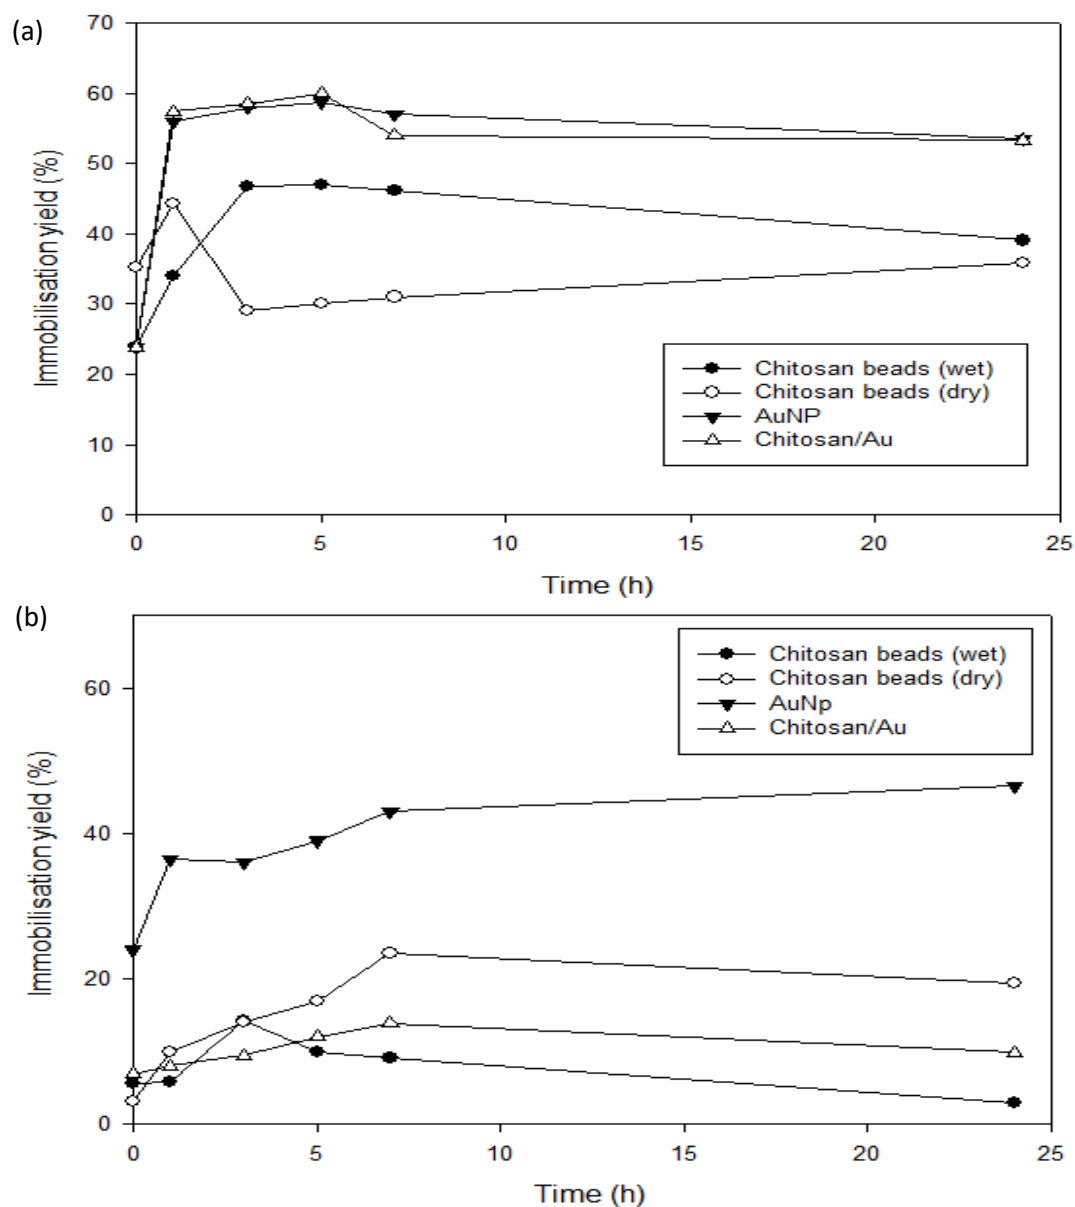 (a)
70
60
50
40
30
20
10
0
Immobilisation yield (%)
Chitosan beads (wet)
Chitosan beads (dry)
AuNP
Chitosan/Au
0 5 10 15 20 25
Time (h)
(b)
60
40
20
0
Immobilisation yield (%)
Chitosan beads (wet)
Chitosan beads (dry)
AuNp
Chitosan/Au
0 5 10 15 20 25
Time (h)